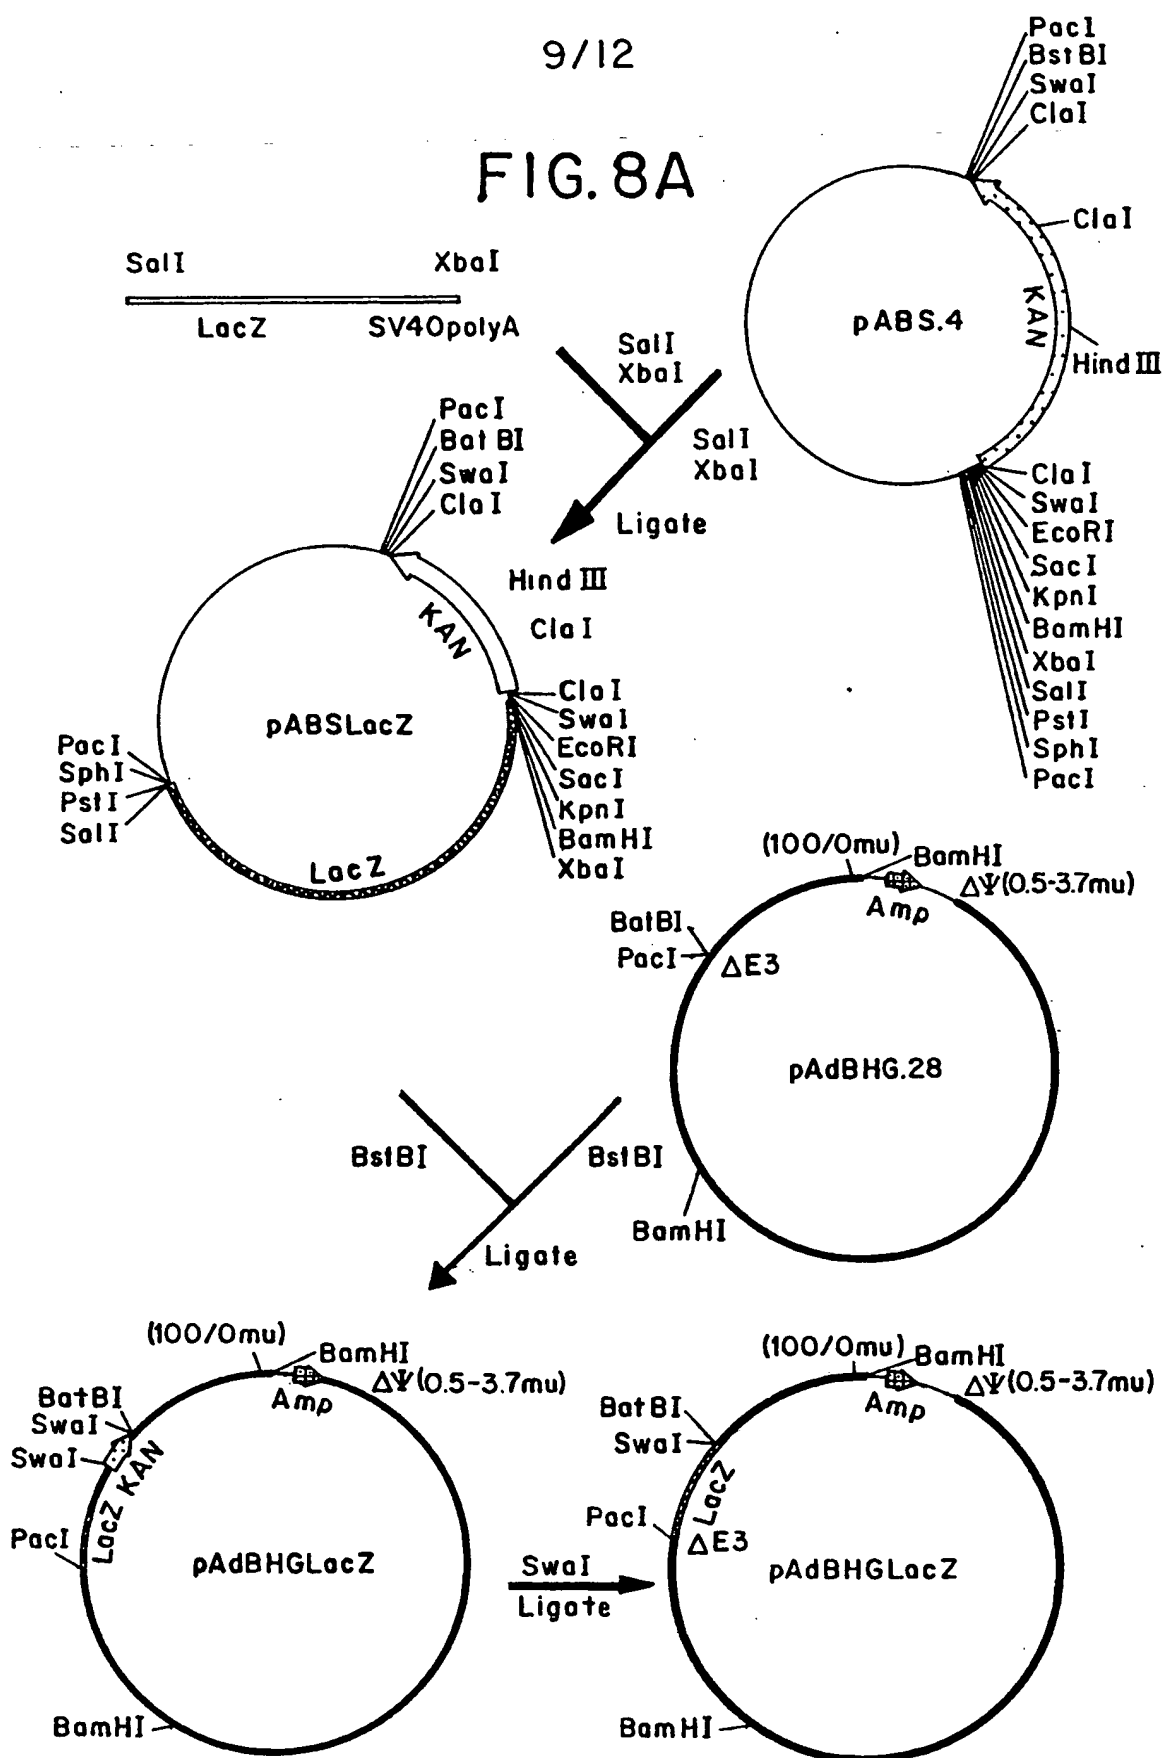 9/12
FIG. 8A
PacI
BstBI
SwaI
ClaI
ClaI
KAN
pABS.4
Hind III
SalI
XbaI
LacZ
SV40polyA
SalI
XbaI
SalI
XbaI
Ligate
ClaI
SwaI
EcoRI
SacI
KpnI
BamHI
XbaI
SalI
PstI
SphI
PacI
PacI
Bat BI
SwaI
ClaI
Hind III
ClaI
KAN
pABSLacZ
ClaI
SwaI
EcoRI
SacI
KpnI
BamHI
XbaI
PacI
SphI
PstI
SalI
LacZ
(100/0mu)
BamHI
ΔΨ(0.5-3.7mu)
Amp
BatBI
PacI
ΔE3
pAdBHG.28
BamHI
BstBI
BstBI
Ligate
(100/0mu)
BamHI
ΔΨ(0.5-3.7mu)
Amp
BatBI
SwaI
SwaI
KAN
LacZ
PacI
pAdBHGLacZ
BamHI
SwaI
Ligate
(100/0mu)
BamHI
ΔΨ(0.5-3.7mu)
Amp
BatBI
SwaI
LacZ
PacI
ΔE3
pAdBHGLacZ
BamHI